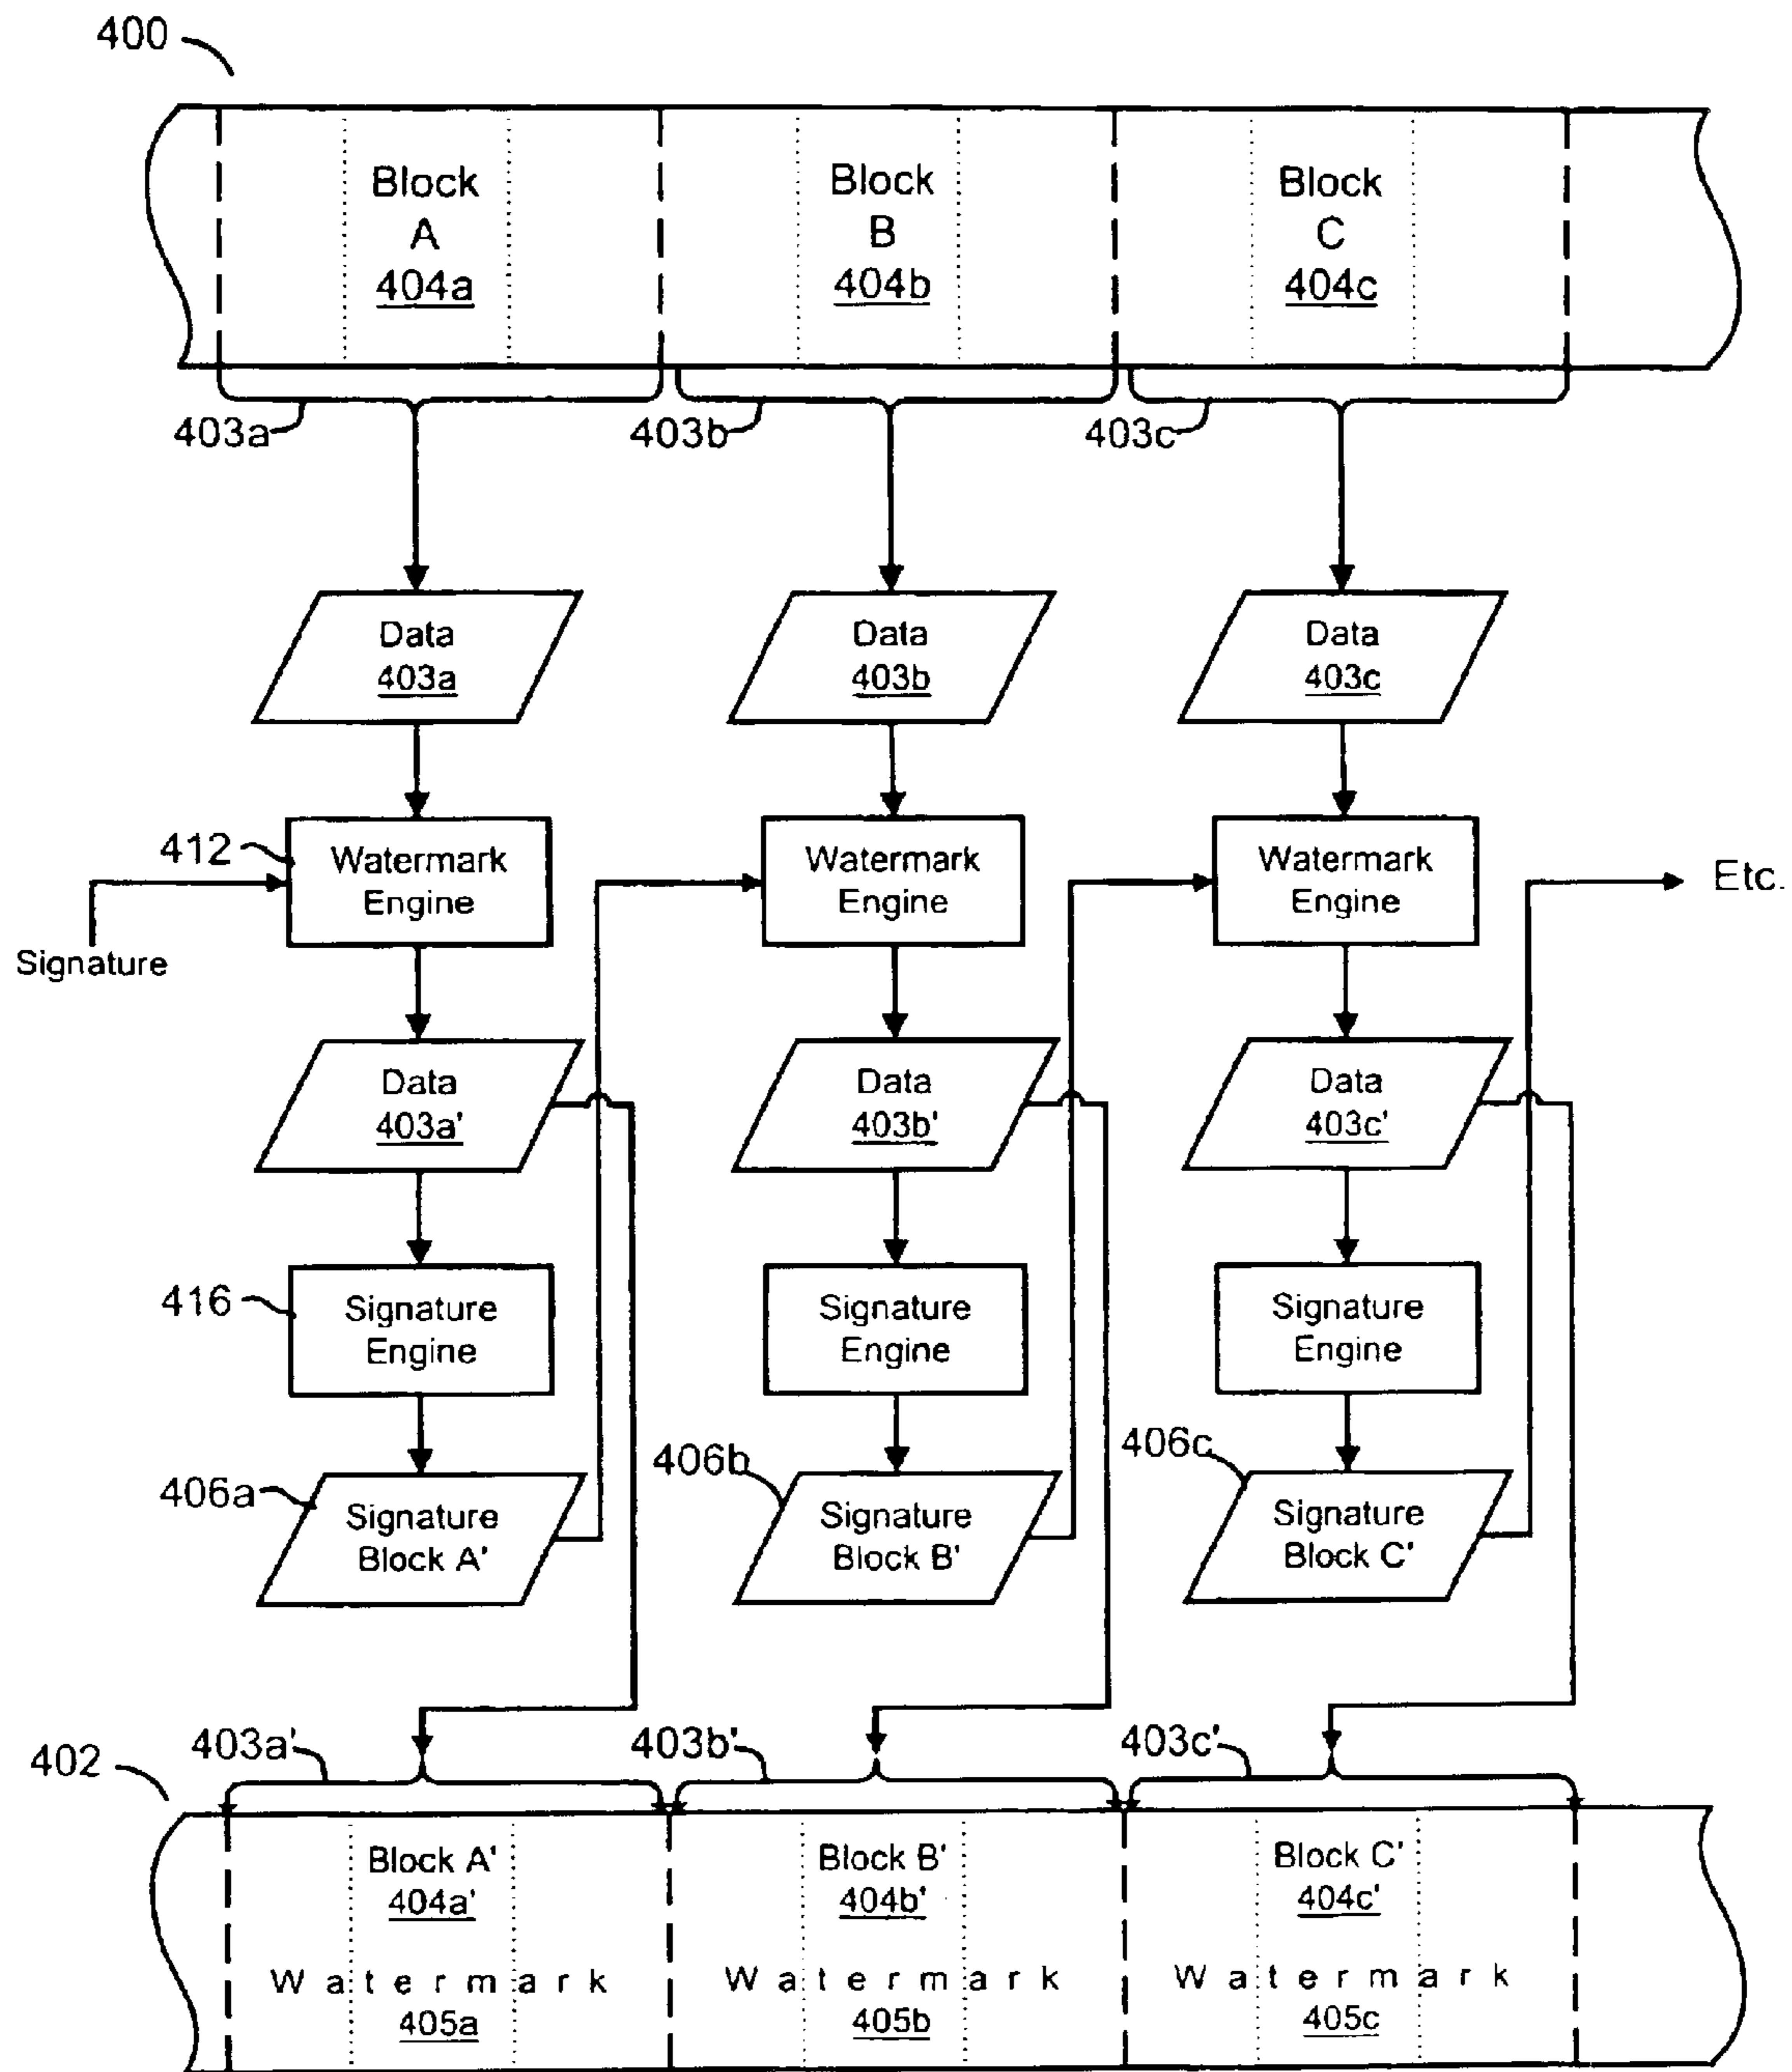 400
Block
A
404a
Block
B
404b
Block
C
404c
403a
403b
403c
Data
403a
Data
403b
Data
403c
412
Watermark
Engine
Watermark
Engine
Watermark
Engine
Etc.
Signature
Data
403a'
Data
403b'
Data
403c'
416
Signature
Engine
Signature
Engine
Signature
Engine
406a
Signature
Block A'
406b
Signature
Block B'
406c
Signature
Block C'
402
403a'
403b'
403c'
Block A'
404a'
Watermark
405a
Block B'
404b'
Watermark
405b
Block C'
404c'
Watermark
405c